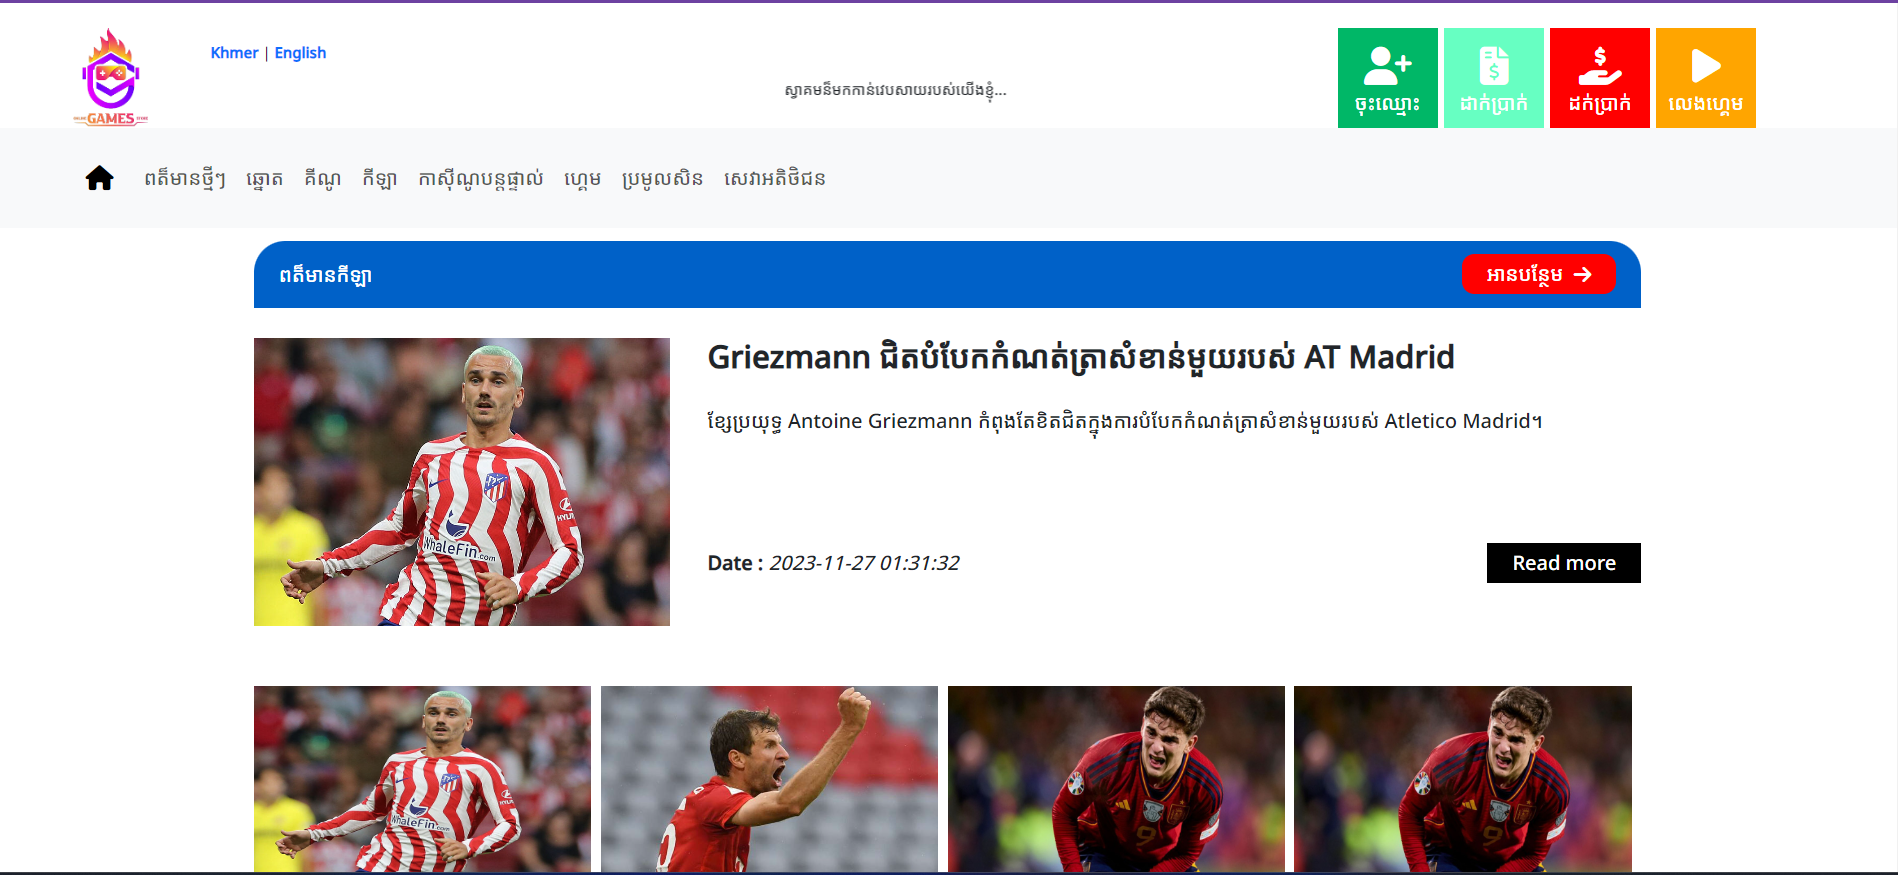 Khmer | English
ONLINE GAMES STORE
ស្វាគមន៏មកកាន់វេបសាយរបស់យើងខ្ញុំ...
ចុះឈ្មោះ
ដាក់ប្រាក់
ដក់ប្រាក់
លេងហ្គេម
ពត៌មានថ្មីៗ ឆ្នោត គីណូ កីឡា កាស៊ីណូបន្តផ្ទាល់ ហ្គេម ប្រមូលសិន សេវាអតិថិជន
ពត៌មានកីឡា
អានបន្ថែម
Griezmann ជិតបំបែកកំណត់ត្រាសំខាន់មួយរបស់ AT Madrid
ខ្សែប្រយុទ្ធ Antoine Griezmann កំពុងតែខិតជិតក្នុងការបំបែកកំណត់ត្រាសំខាន់មួយរបស់ Atletico Madrid។
Date : 2023-11-27 01:31:32
Read more
WhaleFin.com
WhaleFin.com
9
9